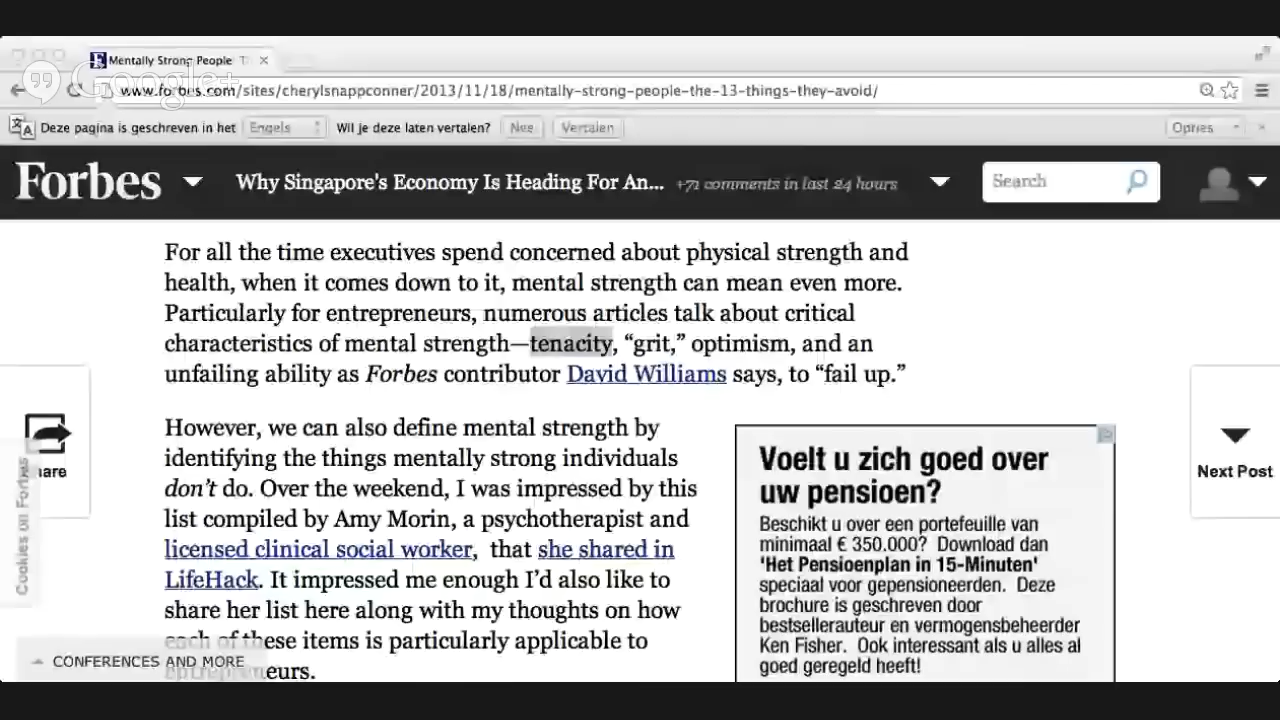 Mentally Strong People
Google+
www.forbes.com/sites/cherylsnappconner/2013/11/18/mentally-strong-people-the-13-things-they-avoid/
Deze pagina is geschreven in het Engels Wil je deze laten vertalen? Nee Vertalen Opties
Forbes Why Singapore's Economy Is Heading For An... +72 comments in last 24 hours Search
For all the time executives spend concerned about physical strength and
health, when it comes down to it, mental strength can mean even more.
Particularly for entrepreneurs, numerous articles talk about critical
characteristics of mental strength—tenacity, “grit,” optimism, and an
unfailing ability as Forbes contributor David Williams says, to “fail up.”
However, we can also define mental strength by
identifying the things mentally strong individuals
don’t do. Over the weekend, I was impressed by this
list compiled by Amy Morin, a psychotherapist and
licensed clinical social worker, that she shared in
LifeHack. It impressed me enough I’d also like to
share her list here along with my thoughts on how
each of these items is particularly applicable to
entrepreneurs.
Voelt u zich goed over
uw pensioen?
Beschikt u over een portefeuille van
minimaal € 350.000? Download dan
'Het Pensioenplan in 15-Minuten'
speciaal voor gepensioneerden. Deze
brochure is geschreven door
bestsellerauteur en vermogensbeheerder
Ken Fisher. Ook interessant als u alles al
goed geregeld heeft!
Share
Cookies on Forbes
Next Post
CONFERENCES AND MORE